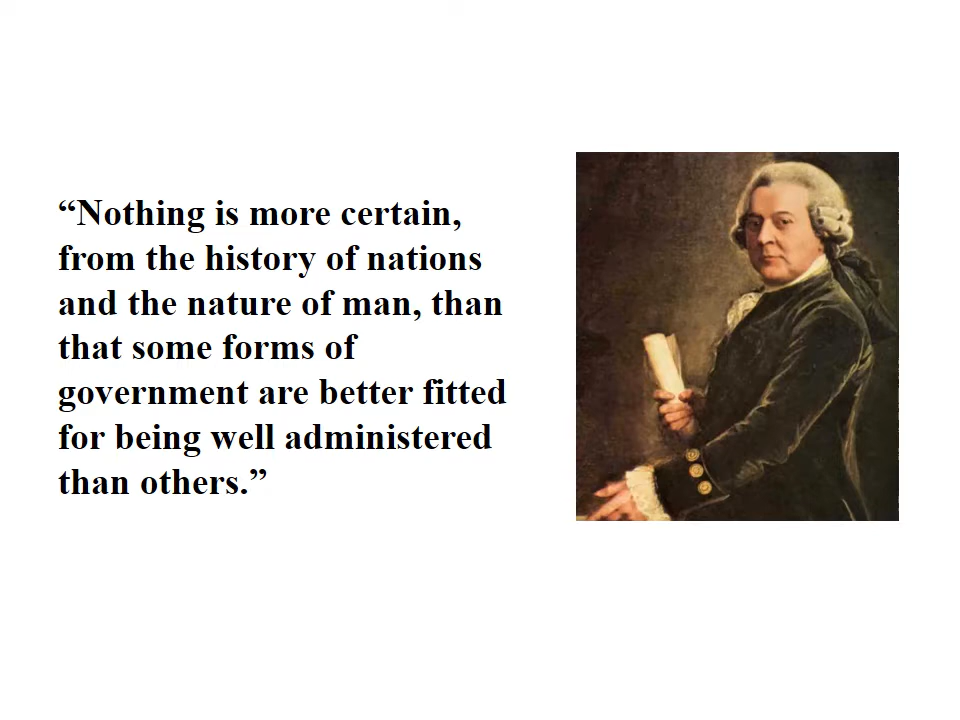 “Nothing is more certain,
from the history of nations
and the nature of man, than
that some forms of
government are better fitted
for being well administered
than others.”